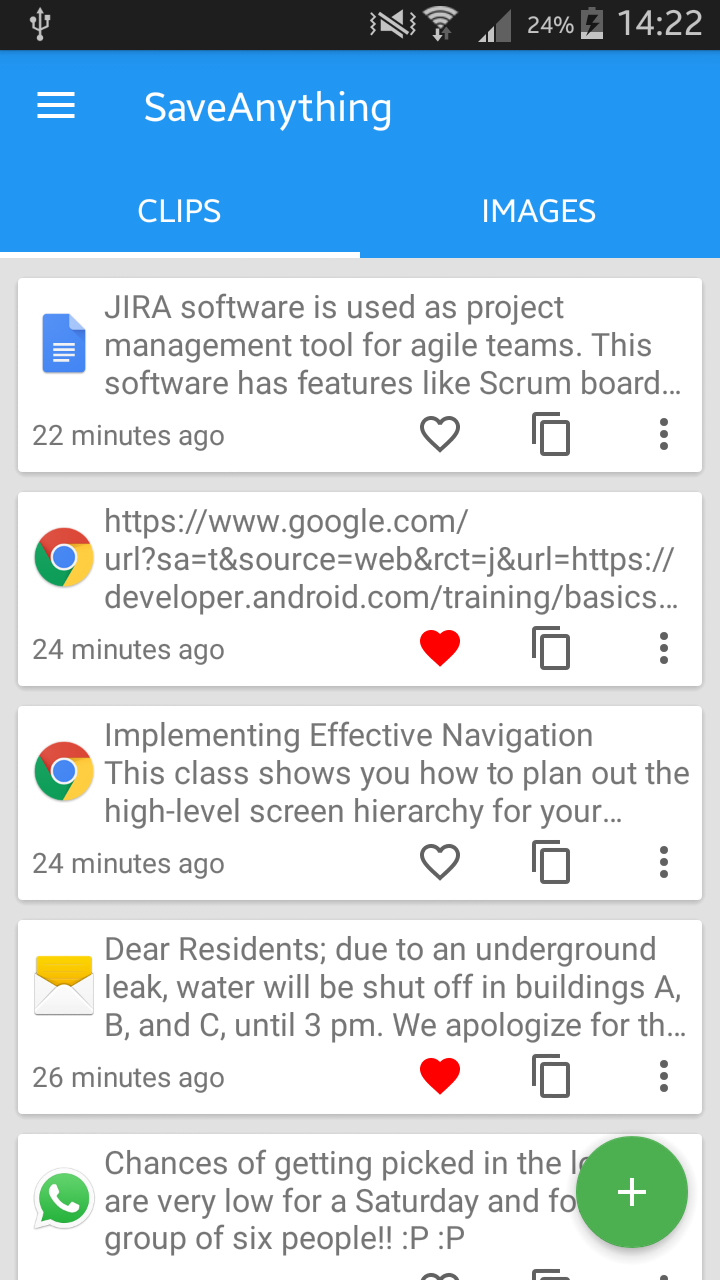 24% 14:22
SaveAnything
CLIPS IMAGES
JIRA software is used as project
management tool for agile teams. This
software has features like Scrum board…
22 minutes ago
https://www.google.com/
url?sa=t&source=web&rct=j&url=https://
developer.android.com/training/basics…
24 minutes ago
Implementing Effective Navigation
This class shows you how to plan out the
high-level screen hierarchy for your…
24 minutes ago
Dear Residents; due to an underground
leak, water will be shut off in buildings A,
B, and C, until 3 pm. We apologize for th…
26 minutes ago
Chances of getting picked in the
are very low for a Saturday and
group of six people!! :P :P